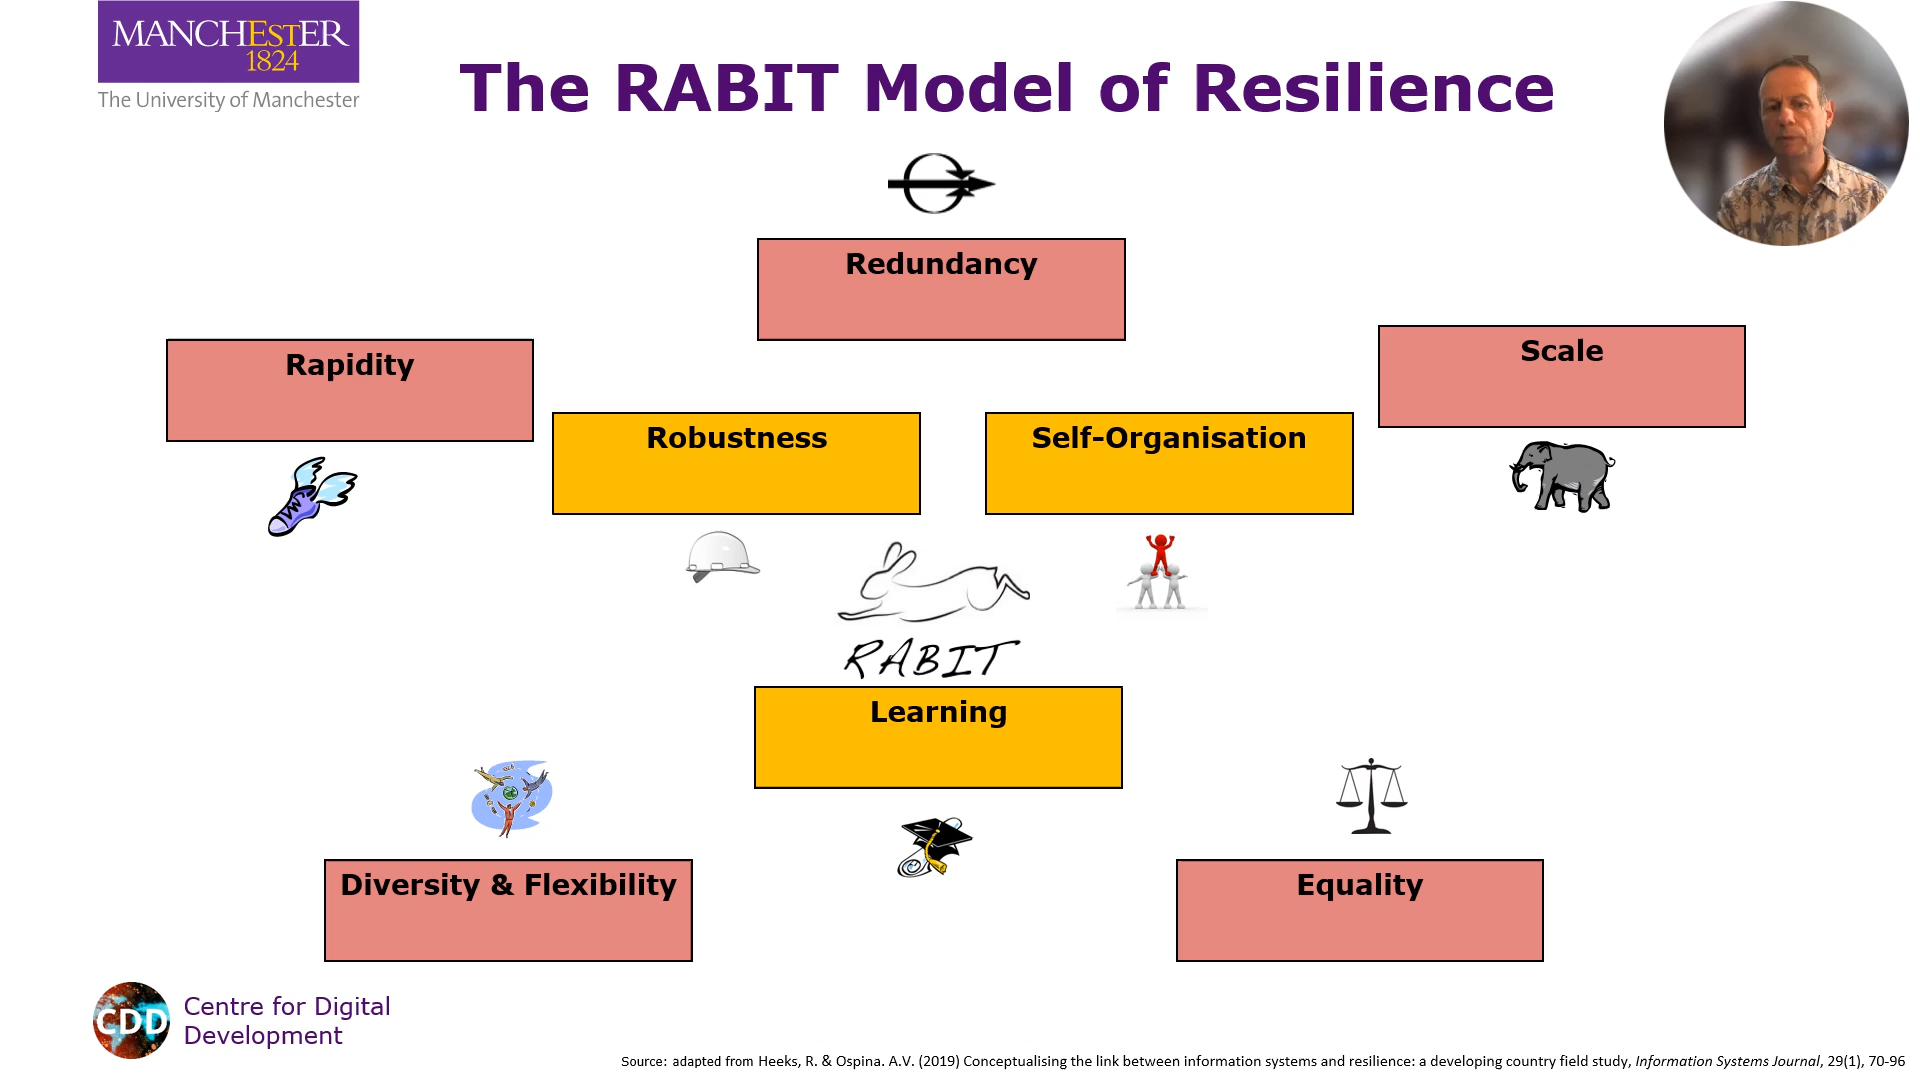 MANCHEStER
1824
The University of Manchester
The RABIT Model of Resilience
Redundancy
Rapidity
Scale
Robustness
Self-Organisation
RABIT
Learning
Diversity & Flexibility
Equality
CDD
Centre for Digital
Development
Source: adapted from Heeks, R. & Ospina. A.V. (2019) Conceptualising the link between information systems and resilience: a developing country field study, Information Systems Journal, 29(1), 70-96